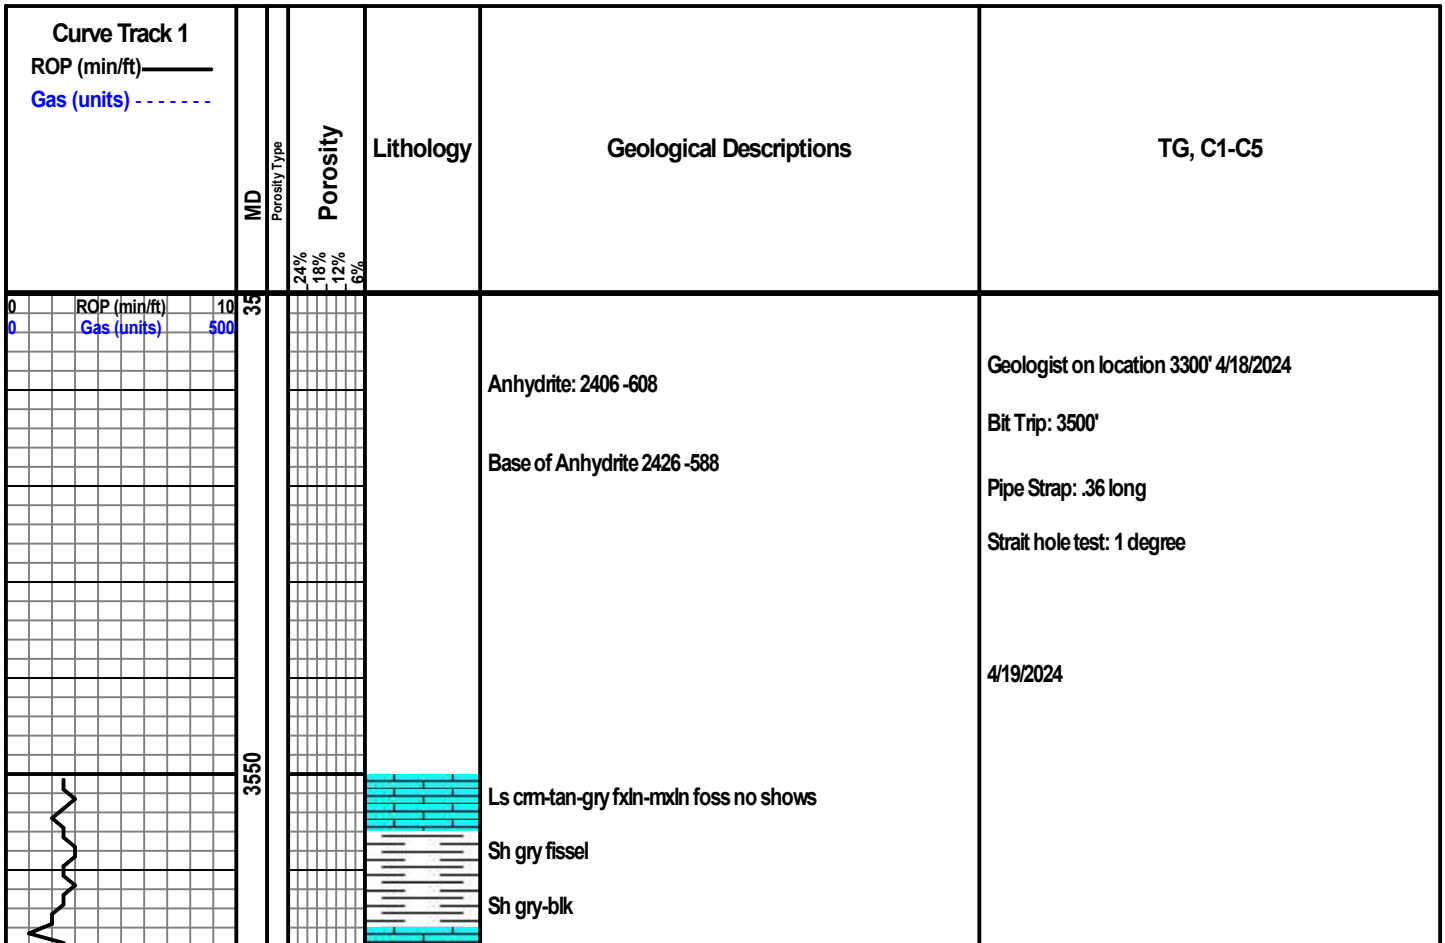 Curve Track 1
ROP (min/ft)
Gas (units)
MD
Porosity Type
Porosity
24%
18%
12%
6%
Lithology
Geological Descriptions
TG, C1-C5
0 ROP (min/ft) 10
0 Gas (units) 500
35
Geologist on location 3300' 4/18/2024
Anhydrite: 2406 -608
Bit Trip: 3500'
Base of Anhydrite 2426 -588
Pipe Strap: .36 long
Strait hole test: 1 degree
4/19/2024
3550
Ls crm-tan-gry fxln-mxln foss no shows
Sh gry fissel
Sh gry-blk